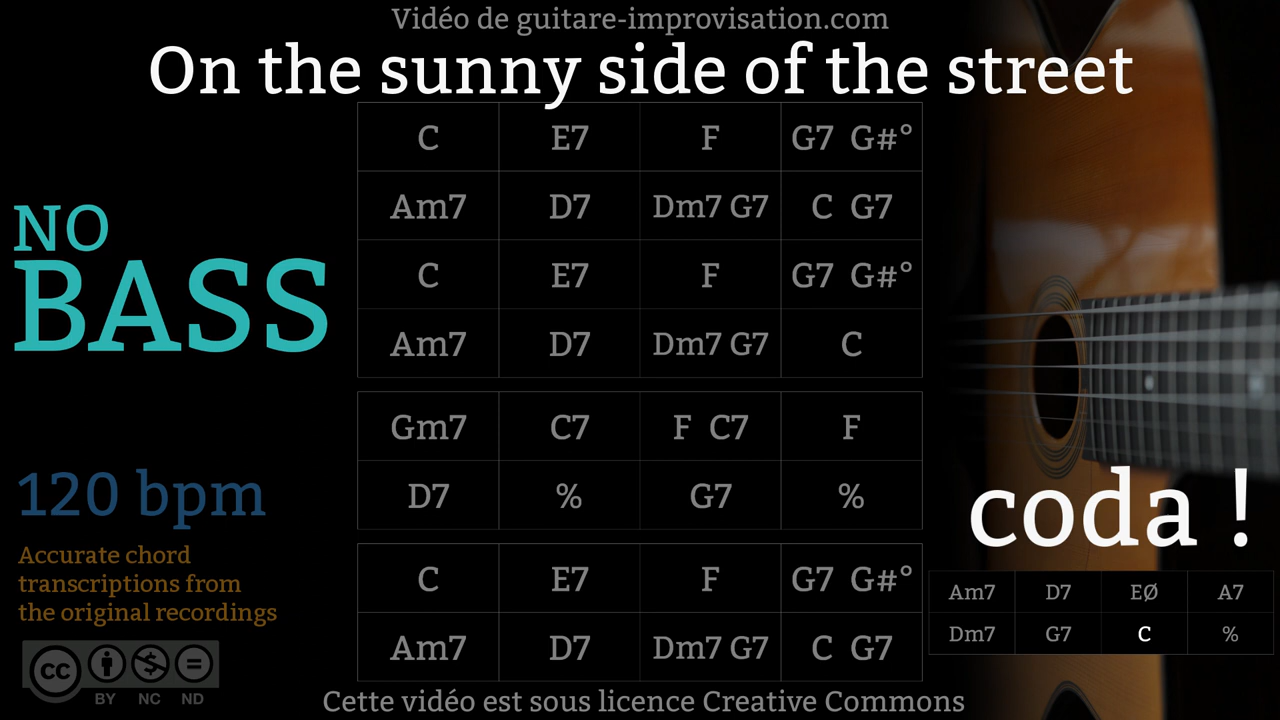 Vidéo de guitare-improvisation.com
On the sunny side of the street
C E7 F G7 G#°
Am7 D7 Dm7 G7 C G7
C E7 F G7 G#°
Am7 D7 Dm7 G7 C
Gm7 C7 F C7 F
D7 % G7 %
C E7 F G7 G#°
Am7 D7 Dm7 G7 C G7
NO
BASS
120 bpm
Accurate chord
transcriptions from
the original recordings
cc
BY NC ND
coda !
Am7 D7 EØ A7
Dm7 G7 C %
Cette vidéo est sous licence Creative Commons